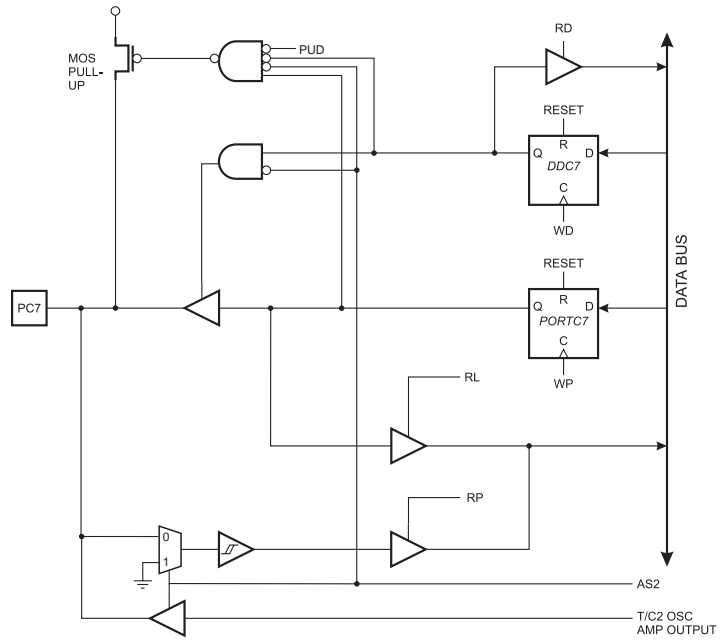 RD
PUD
MOS
PULL-
UP
RESET
R
Q
D
DDC7
C
WD
DATA BUS
RESET
PC7
R
Q
D
PORTC7
C
WP
RL
RP
0
1
AS2
T/C2 OSC
AMP OUTPUT